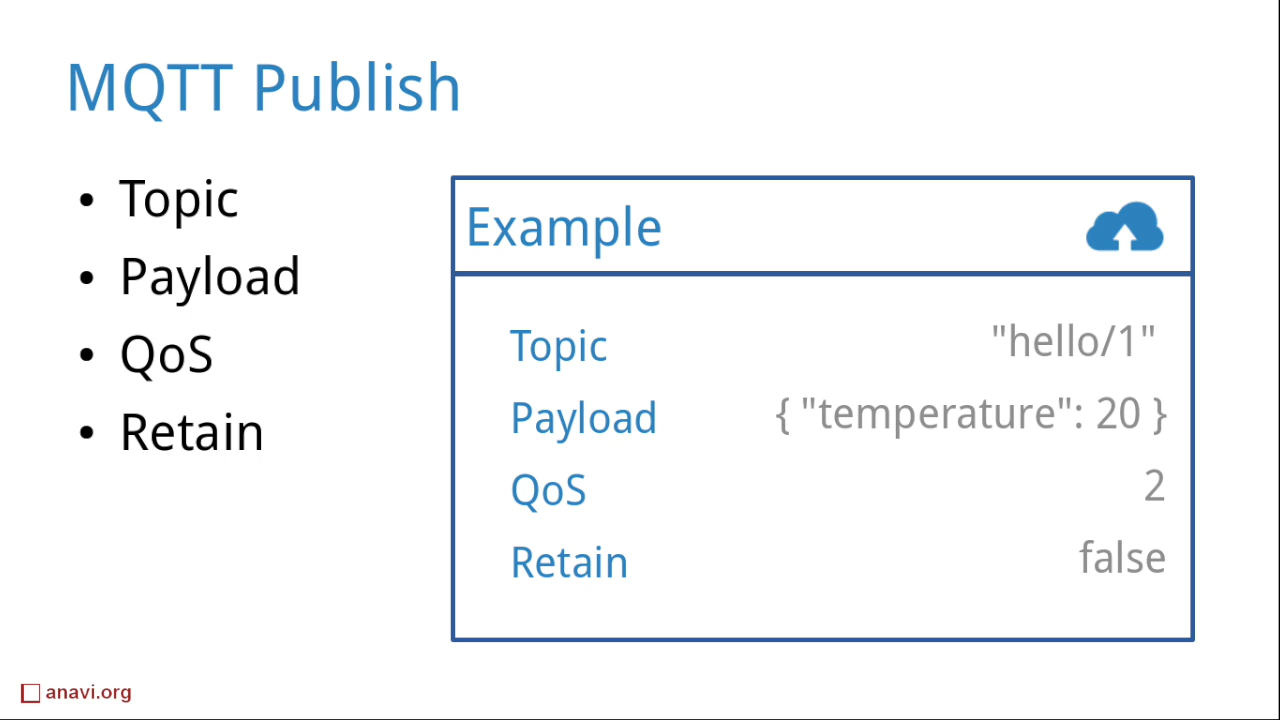 MQTT Publish
• Topic
• Payload
• QoS
• Retain
Example
Topic "hello/1"
Payload { "temperature": 20 }
QoS 2
Retain false
anavi.org